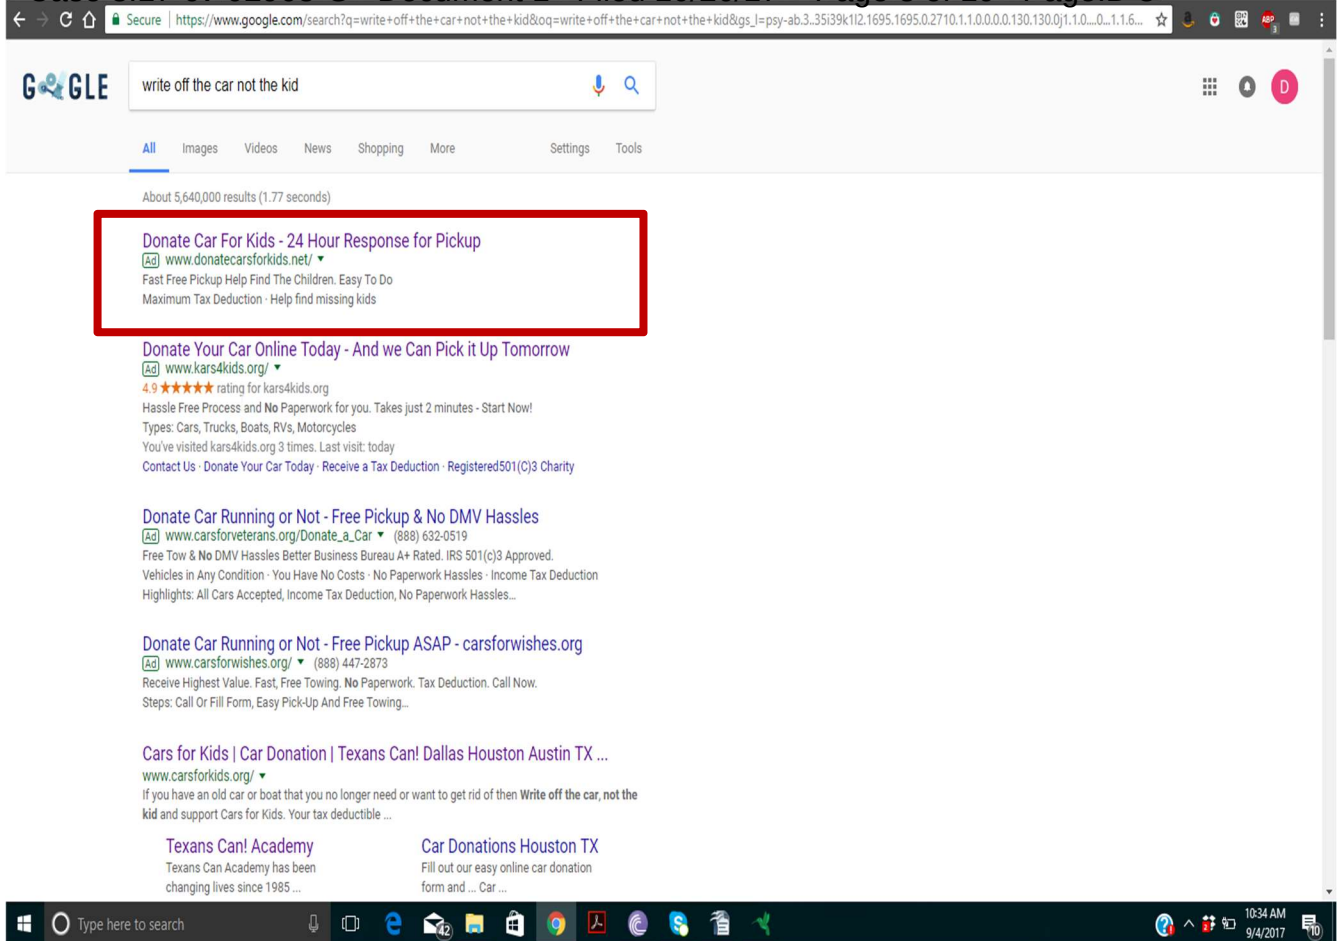 Secure https://www.google.com/search?q=write+off+the+car+not+the+kid&oq=write+off+the+car+not+the+kid&gs_l=psy-ab.3..35i39k1l2.1695.1695.0.2710.1.1.0.0.0.0.130.130.0j1.1.0....0...1.1.6...
GOOGLE write off the car not the kid D
All Images Videos News Shopping More Settings Tools
About 5,640,000 results (1.77 seconds)
Donate Car For Kids - 24 Hour Response for Pickup
Ad www.donatecarsforkids.net/
Fast Free Pickup Help Find The Children. Easy To Do
Maximum Tax Deduction · Help find missing kids
Donate Your Car Online Today - And we Can Pick it Up Tomorrow
Ad www.kars4kids.org/
4.9 ★★★★★ rating for kars4kids.org
Hassle Free Process and No Paperwork for you. Takes just 2 minutes - Start Now!
Types: Cars, Trucks, Boats, RVs, Motorcycles
You've visited kars4kids.org 3 times. Last visit: today
Contact Us · Donate Your Car Today · Receive a Tax Deduction · Registered501(C)3 Charity
Donate Car Running or Not - Free Pickup & No DMV Hassles
Ad www.carsforveterans.org/Donate_a_Car (888) 632-0519
Free Tow & No DMV Hassles Better Business Bureau A+ Rated. IRS 501(c)3 Approved.
Vehicles in Any Condition · You Have No Costs · No Paperwork Hassles · Income Tax Deduction
Highlights: All Cars Accepted, Income Tax Deduction, No Paperwork Hassles...
Donate Car Running or Not - Free Pickup ASAP - carsforwishes.org
Ad www.carsforwishes.org/ (888) 447-2873
Receive Highest Value. Fast, Free Towing. No Paperwork. Tax Deduction. Call Now.
Steps: Call Or Fill Form, Easy Pick-Up And Free Towing...
Cars for Kids | Car Donation | Texans Can! Dallas Houston Austin TX ...
www.carsforkids.org/
If you have an old car or boat that you no longer need or want to get rid of then Write off the car, not the
kid and support Cars for Kids. Your tax deductible ...
Texans Can! Academy
Texans Can Academy has been
changing lives since 1985 ...
Car Donations Houston TX
Fill out our easy online car donation
form and ... Car ...
Type here to search 42 10:34 AM
9/4/2017 10